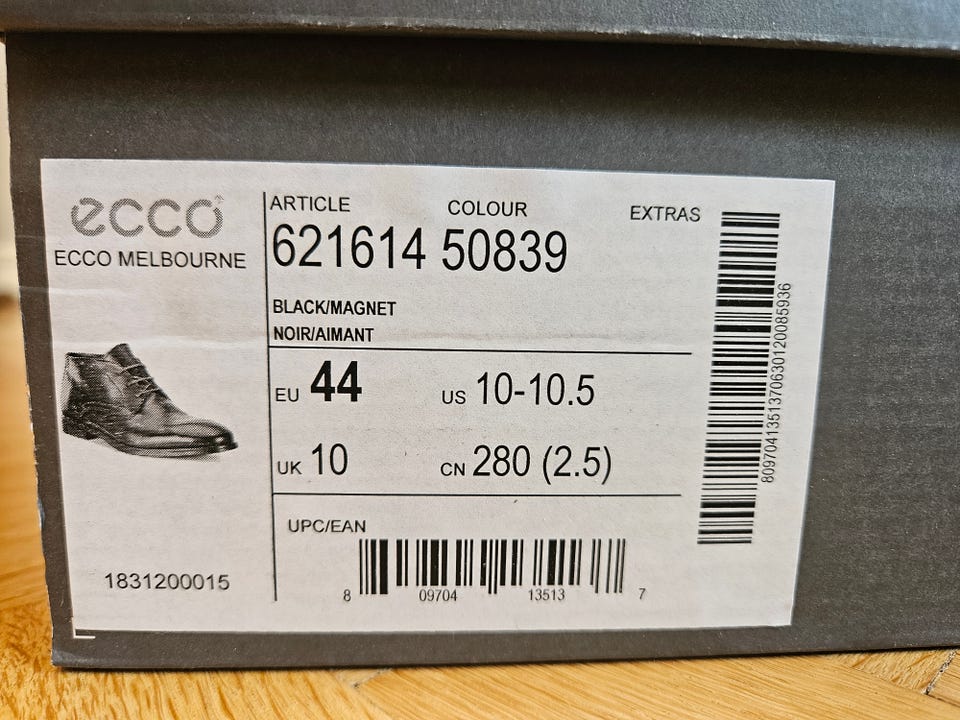 ecco
ECCO MELBOURNE
1831200015
ARTICLE COLOUR EXTRAS
621614 50839
BLACK/MAGNET
NOIR/AIMANT
EU 44 US 10-10.5
UK 10 CN 280 (2.5)
UPC/EAN
8 09704 13513 7
8097041351370630120085936